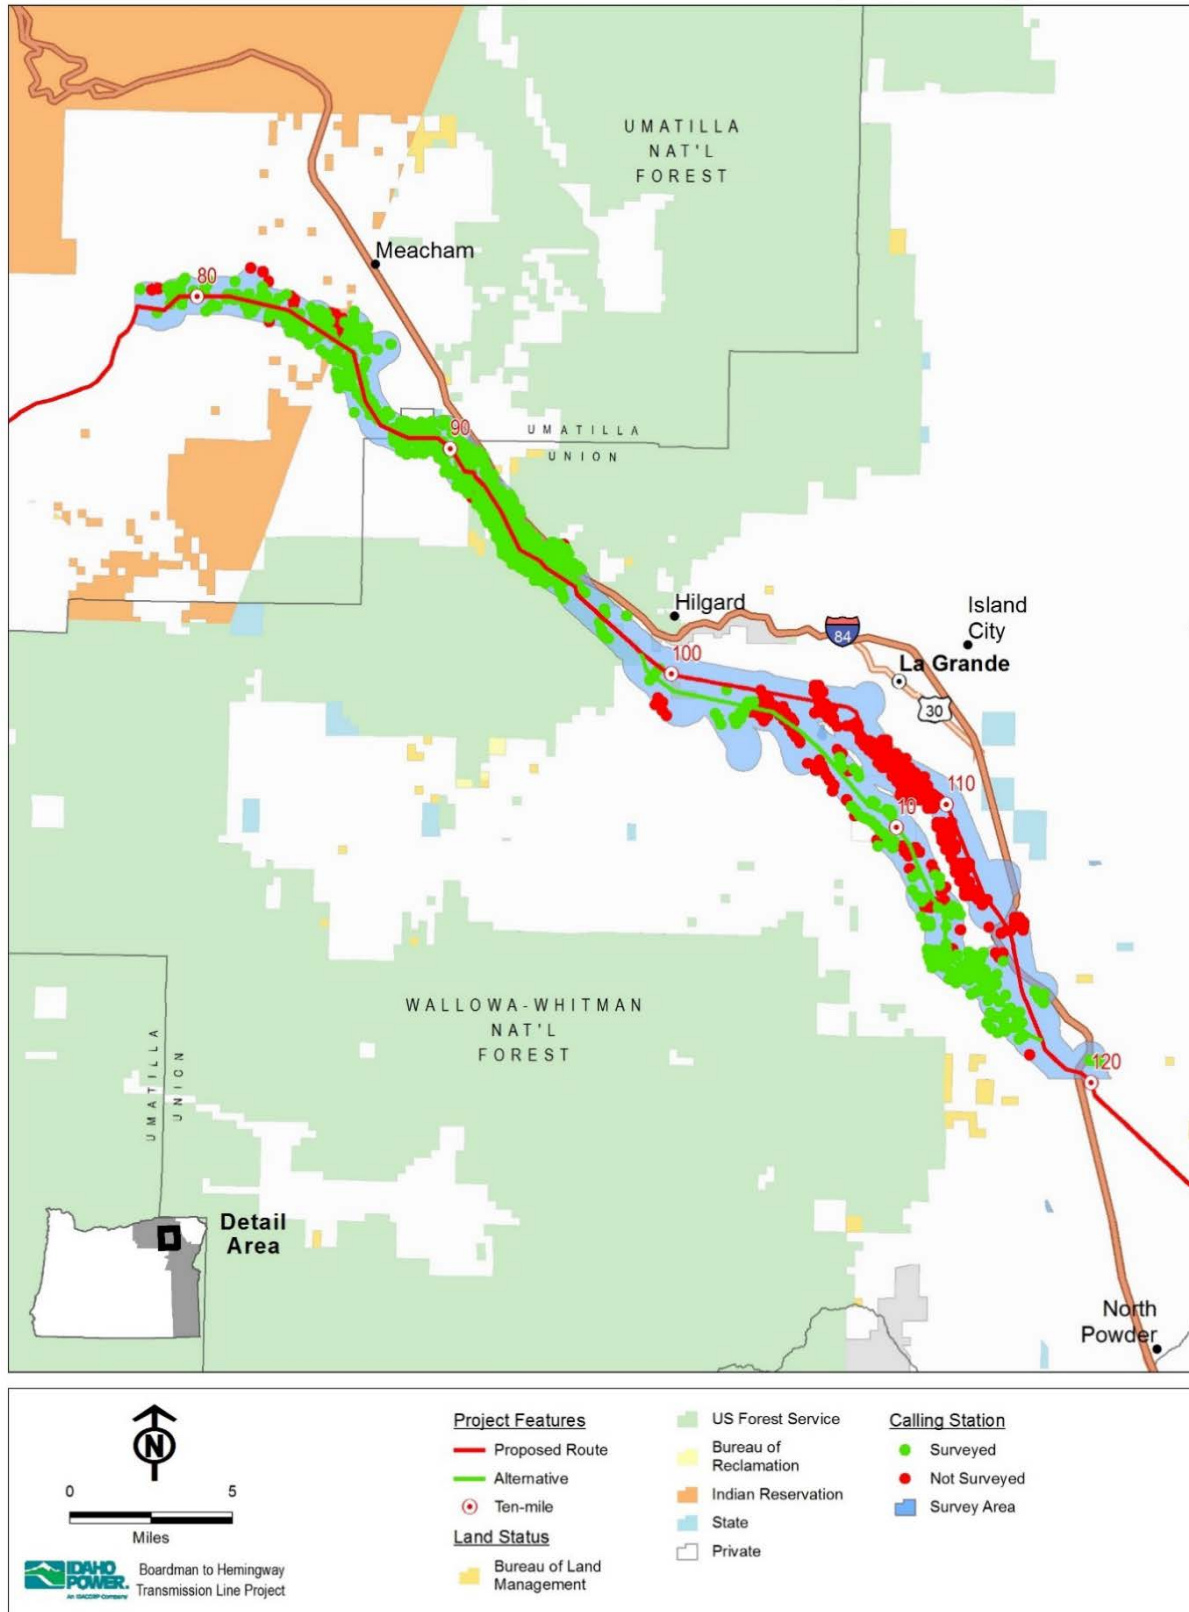 UMATILLA
NAT'L
FOREST
Meacham
80
90
UMATILLA
UNION
Hilgard
Island
City
84
La Grande
100
30
110
10
WALLOWA-WHITMAN
NAT'L
FOREST
UMATILLA
UNION
120
Detail
Area
North
Powder
N
0 5
Miles
IDAHO
POWER.
An IDACORP Company
Boardman to Hemingway
Transmission Line Project
Project Features
Proposed Route
Alternative
Ten-mile
Land Status
Bureau of Land
Management
US Forest Service
Bureau of
Reclamation
Indian Reservation
State
Private
Calling Station
Surveyed
Not Surveyed
Survey Area